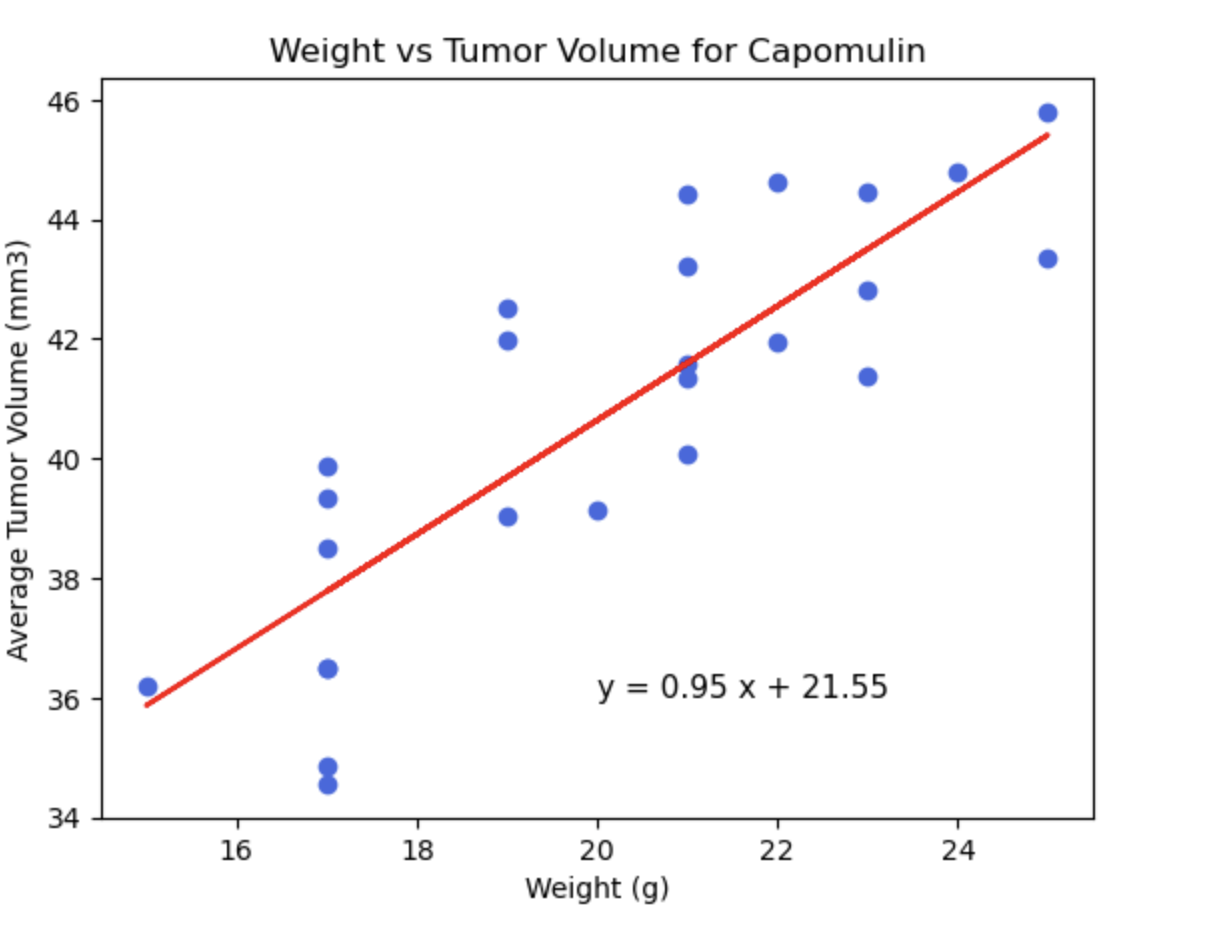 Weight vs Tumor Volume for Capomulin
46
44
42
40
38
36
34
Average Tumor Volume (mm3)
y = 0.95 x + 21.55
16 18 20 22 24
Weight (g)